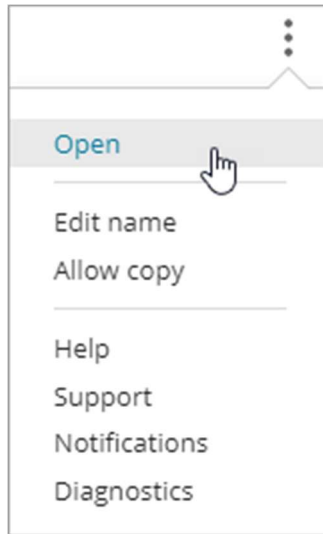 Open
Edit name
Allow copy
Help
Support
Notifications
Diagnostics